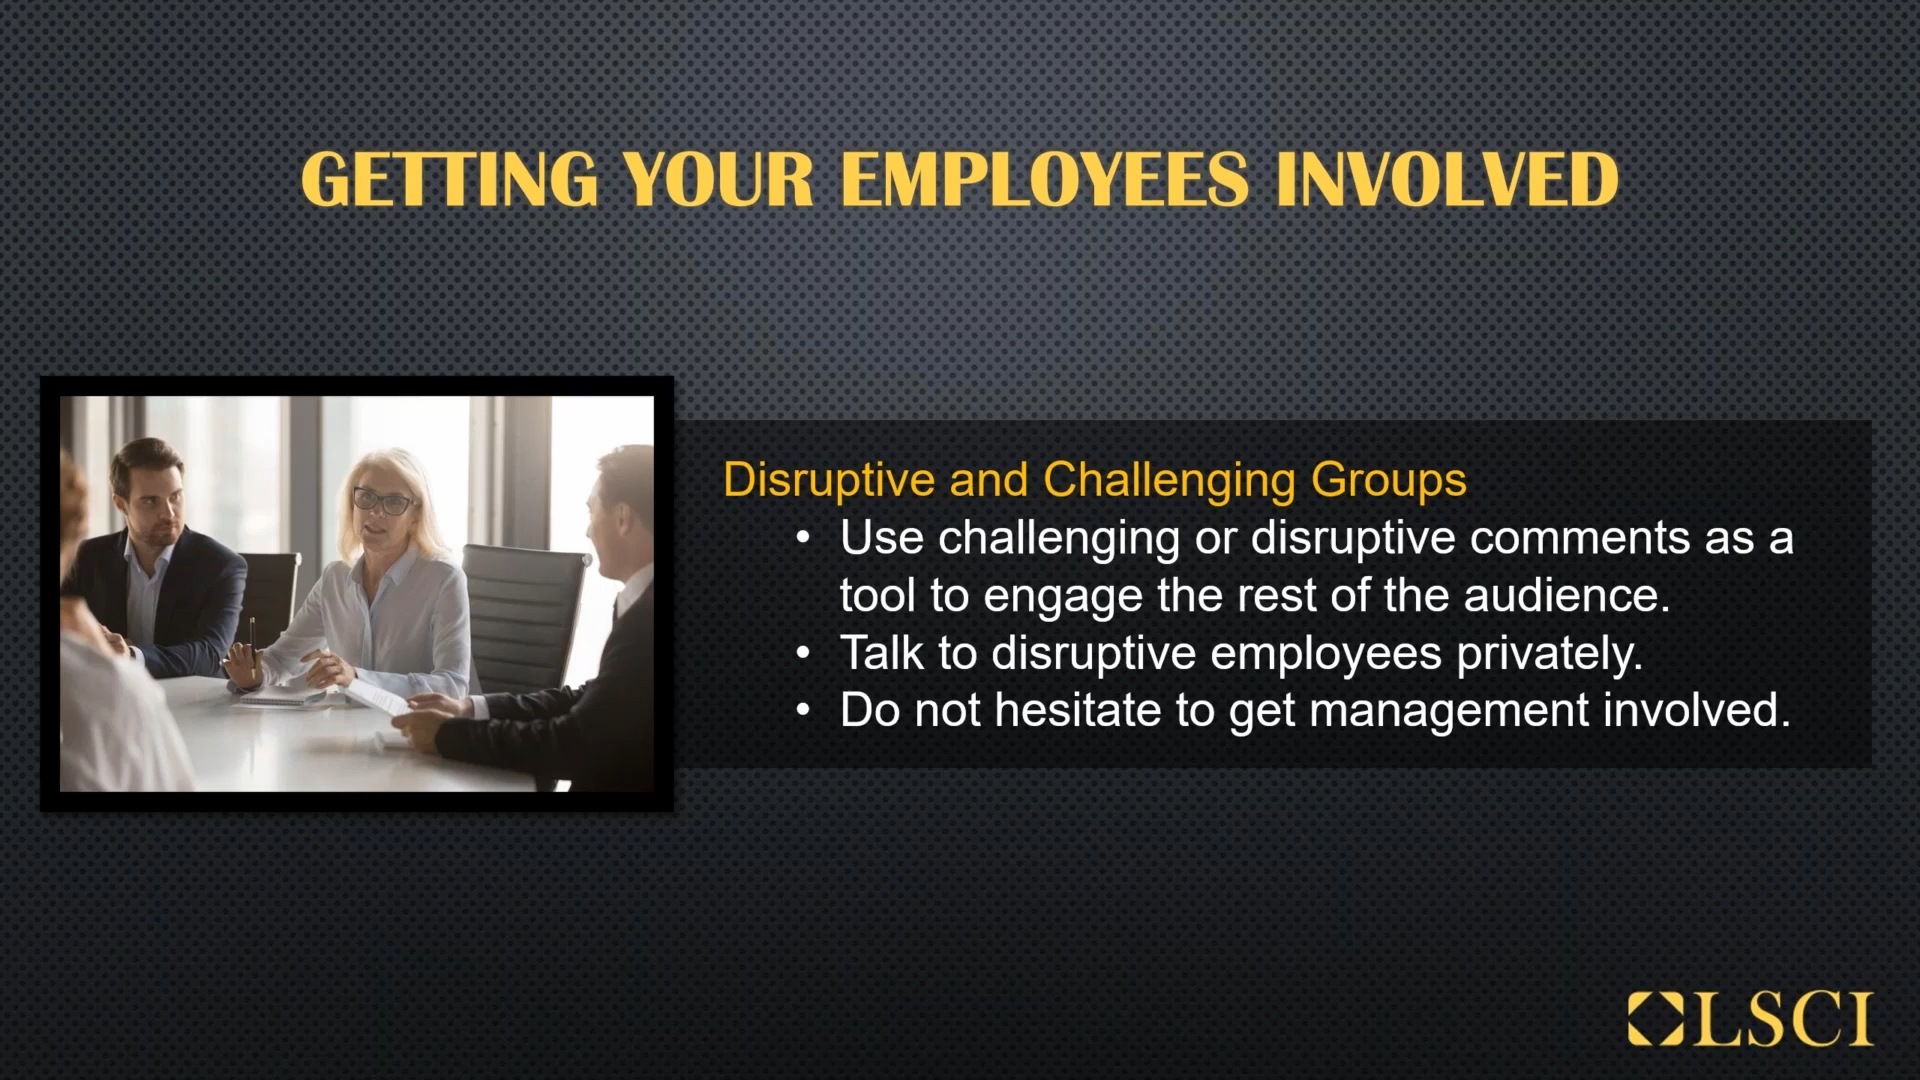 GETTING YOUR EMPLOYEES INVOLVED
Disruptive and Challenging Groups
• Use challenging or disruptive comments as a
tool to engage the rest of the audience.
• Talk to disruptive employees privately.
• Do not hesitate to get management involved.
LSCI